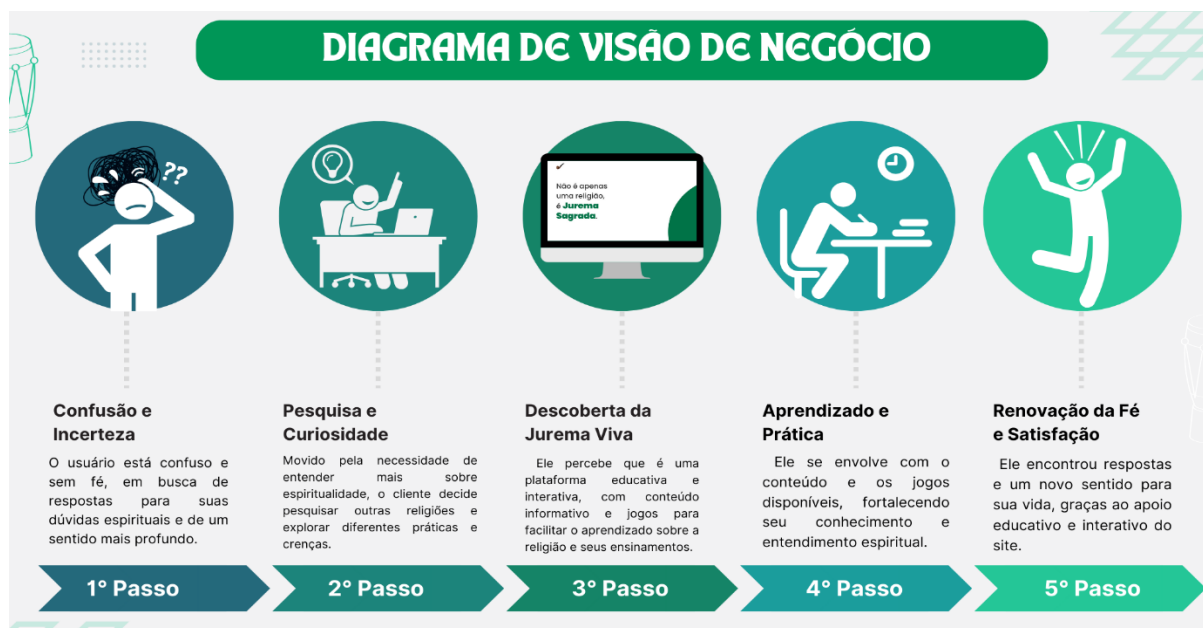 DIAGRAMA DE VISÃO DE NEGÓCIO
??
Não é apenas
uma religião,
é Jurema
Sagrada.
Confusão e
Incerteza
O usuário está confuso e
sem fé, em busca de
respostas para suas
dúvidas espirituais e de um
sentido mais profundo.
1° Passo
Pesquisa e
Curiosidade
Movido pela necessidade de
entender mais sobre
espiritualidade, o cliente decide
pesquisar outras religiões e
explorar diferentes práticas e
crenças.
2° Passo
Descoberta da
Jurema Viva
Ele percebe que é uma
plataforma educativa e
interativa, com conteúdo
informativo e jogos para
facilitar o aprendizado sobre a
religião e seus ensinamentos.
3° Passo
Aprendizado e
Prática
Ele se envolve com o
conteúdo e os jogos
disponíveis, fortalecendo
seu conhecimento e
entendimento espiritual.
4° Passo
Renovação da Fé
e Satisfação
Ele encontrou respostas
e um novo sentido para
sua vida, graças ao apoio
educativo e interativo do
site.
5° Passo